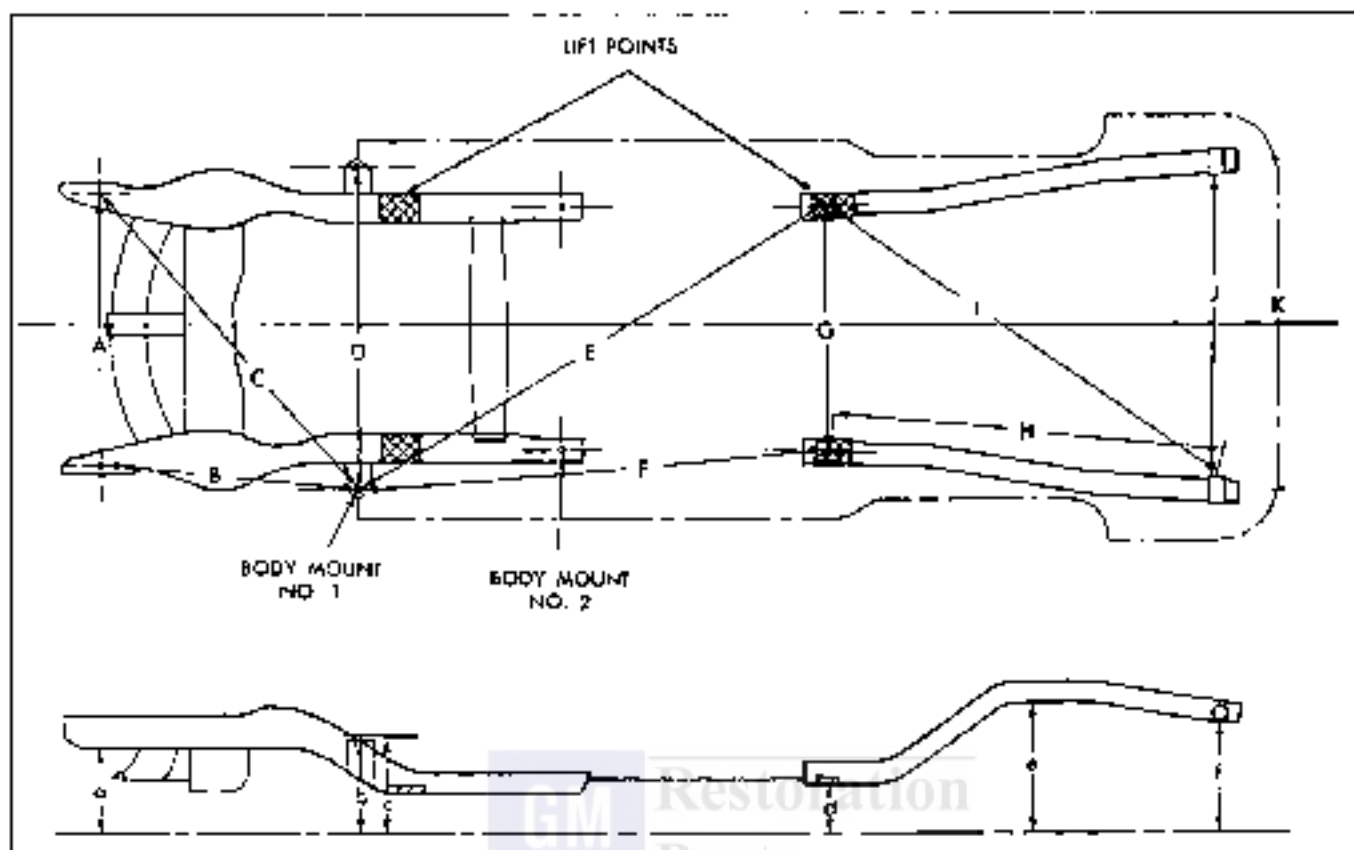 LIFT POINTS
A
B
C
D
E
F
G
H
I
J
K
BODY MOUNT
NO. 1
BODY MOUNT
NO. 2
a
b
c
d
e
f
GM
Restoration